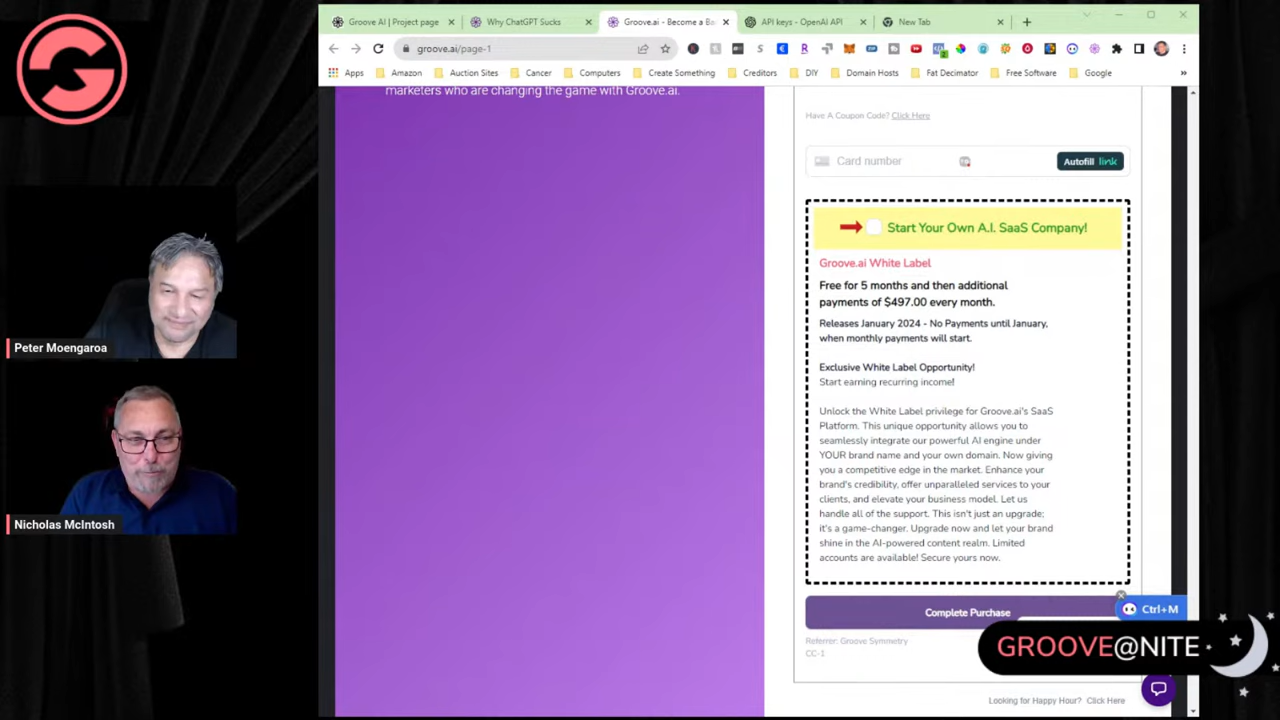 Groove AI | Project page
Why ChatGPT Sucks
Groove.ai - Become a Ba
API keys - OpenAI API
New Tab
groove.ai/page-1
Apps
Amazon
Auction Sites
Cancer
Computers
Create Something
Creditors
DIY
Domain Hosts
Fat Decimator
Free Software
Google
»
marketers who are changing the game with Groove.ai.
Have A Coupon Code? Click Here
Card number
Autofill link
Start Your Own A.I. SaaS Company!
Groove.ai White Label
Free for 5 months and then additional
payments of $497.00 every month.
Releases January 2024 - No Payments until January,
when monthly payments will start.
Exclusive White Label Opportunity!
Start earning recurring income!
Unlock the White Label privilege for Groove.ai's SaaS
Platform. This unique opportunity allows you to
seamlessly integrate our powerful AI engine under
YOUR brand name and your own domain. Now giving
you a competitive edge in the market. Enhance your
brand's credibility, offer unparalleled services to your
clients, and elevate your business model. Let us
handle all of the support. This isn't just an upgrade;
it's a game-changer. Upgrade now and let your brand
shine in the AI-powered content realm. Limited
accounts are available! Secure yours now.
Complete Purchase
Ctrl+M
Referrer: Groove Symmetry
CC-1
Looking for Happy Hour? Click Here
Peter Moengaroa
Nicholas McIntosh
GROOVE@NITE